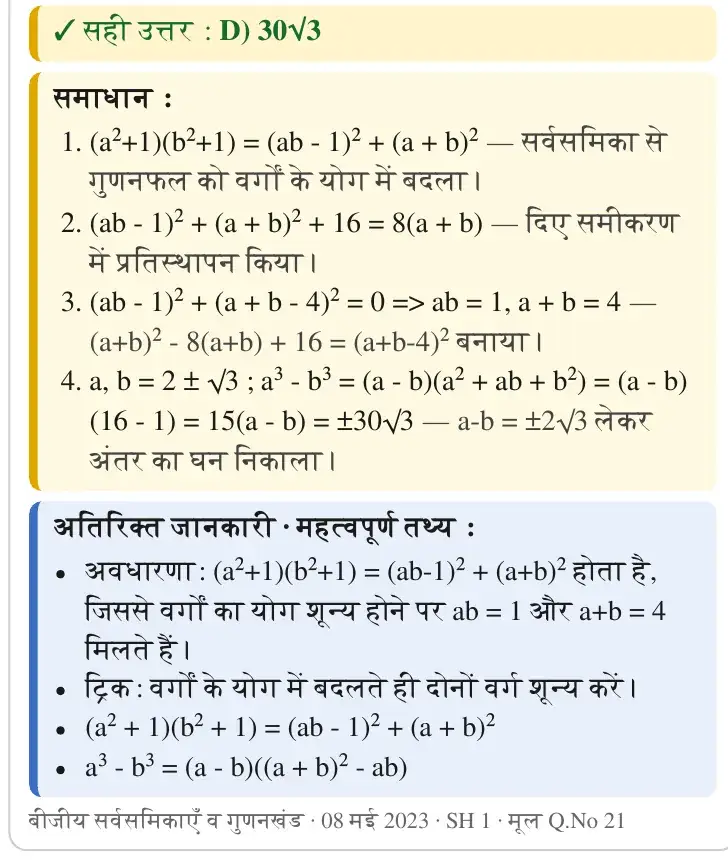 ✓ सही उत्तर : D) 30√3
समाधान :
1. (a²+1)(b²+1) = (ab - 1)² + (a + b)² — सर्वसमिका से
गुणनफल को वर्गों के योग में बदला।
2. (ab - 1)² + (a + b)² + 16 = 8(a + b) — दिए समीकरण
में प्रतिस्थापन किया।
3. (ab - 1)² + (a + b - 4)² = 0 => ab = 1, a + b = 4 —
(a+b)² - 8(a+b) + 16 = (a+b-4)² बनाया।
4. a, b = 2 ± √3 ; a³ - b³ = (a - b)(a² + ab + b²) = (a - b)
(16 - 1) = 15(a - b) = ±30√3 — a-b = ±2√3 लेकर
अंतर का घन निकाला।
अतिरिक्त जानकारी · महत्वपूर्ण तथ्य :
• अवधारणा : (a²+1)(b²+1) = (ab-1)² + (a+b)² होता है,
जिससे वर्गों का योग शून्य होने पर ab = 1 और a+b = 4
मिलते हैं।
• ट्रिक : वर्गों के योग में बदलते ही दोनों वर्ग शून्य करें।
• (a² + 1)(b² + 1) = (ab - 1)² + (a + b)²
• a³ - b³ = (a - b)((a + b)² - ab)
बीजीय सर्वसमिकाएँ व गुणनखंड · 08 मई 2023 · SH 1 · मूल Q.No 21